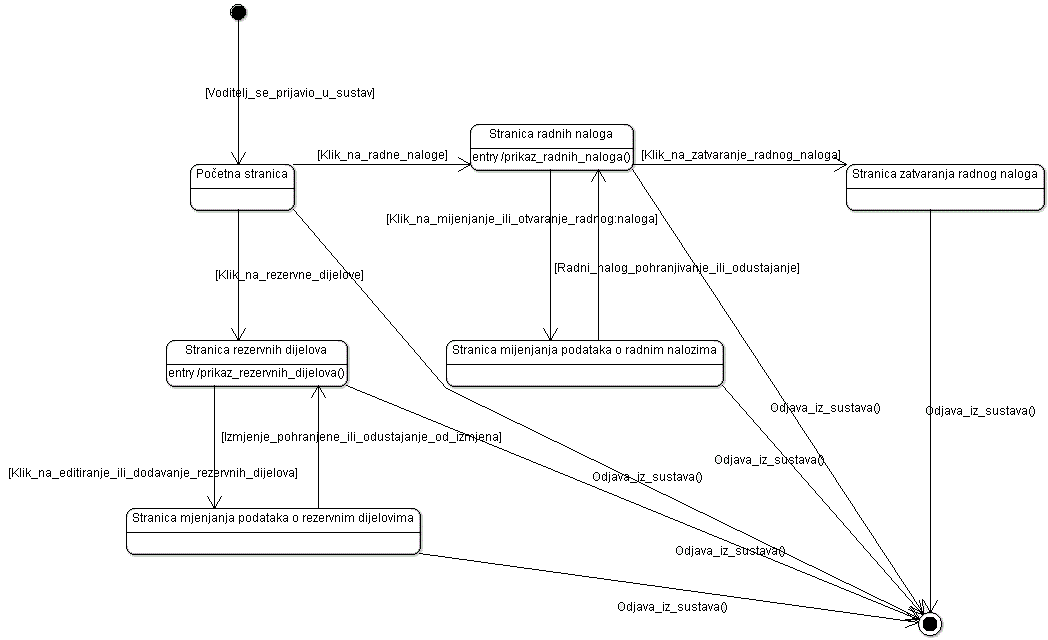 [Voditelj_se_prijavio_u_sustav]
Stranica radnih naloga
entry /prikaz_radnih_naloga()
[Klik_na_radne_naloge]
[Klik_na_zatvaranje_radnog_naloga]
Početna stranica
Stranica zatvaranja radnog naloga
[Klik_na_mijenjanje_ili_otvaranje_radnog:naloga]
[Klik_na_rezervne_dijelove]
[Radni_nalog_pohranjivanje_ili_odustajanje]
Stranica rezervnih dijelova
entry /prikaz_rezervnih_dijelova()
Stranica mijenjanja podataka o radnim nalozima
Odjava_iz_sustava()
Odjava_iz_sustava()
[Izmjenje_pohranjene_ili_odustajanje_od_izmjena]
Odjava_iz_sustava()
[Klik_na_editiranje_ili_dodavanje_rezervnih_dijelova]
Odjava_iz_sustava()
Stranica mjenjanja podataka o rezervnim dijelovima
Odjava_iz_sustava()
Odjava_iz_sustava()